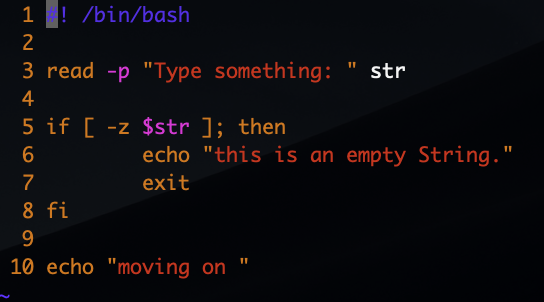 1 #! /bin/bash
2
3 read -p "Type something: " str
4
5 if [ -z $str ]; then
6         echo "this is an empty String."
7         exit
8 fi
9
10 echo "moving on "
~